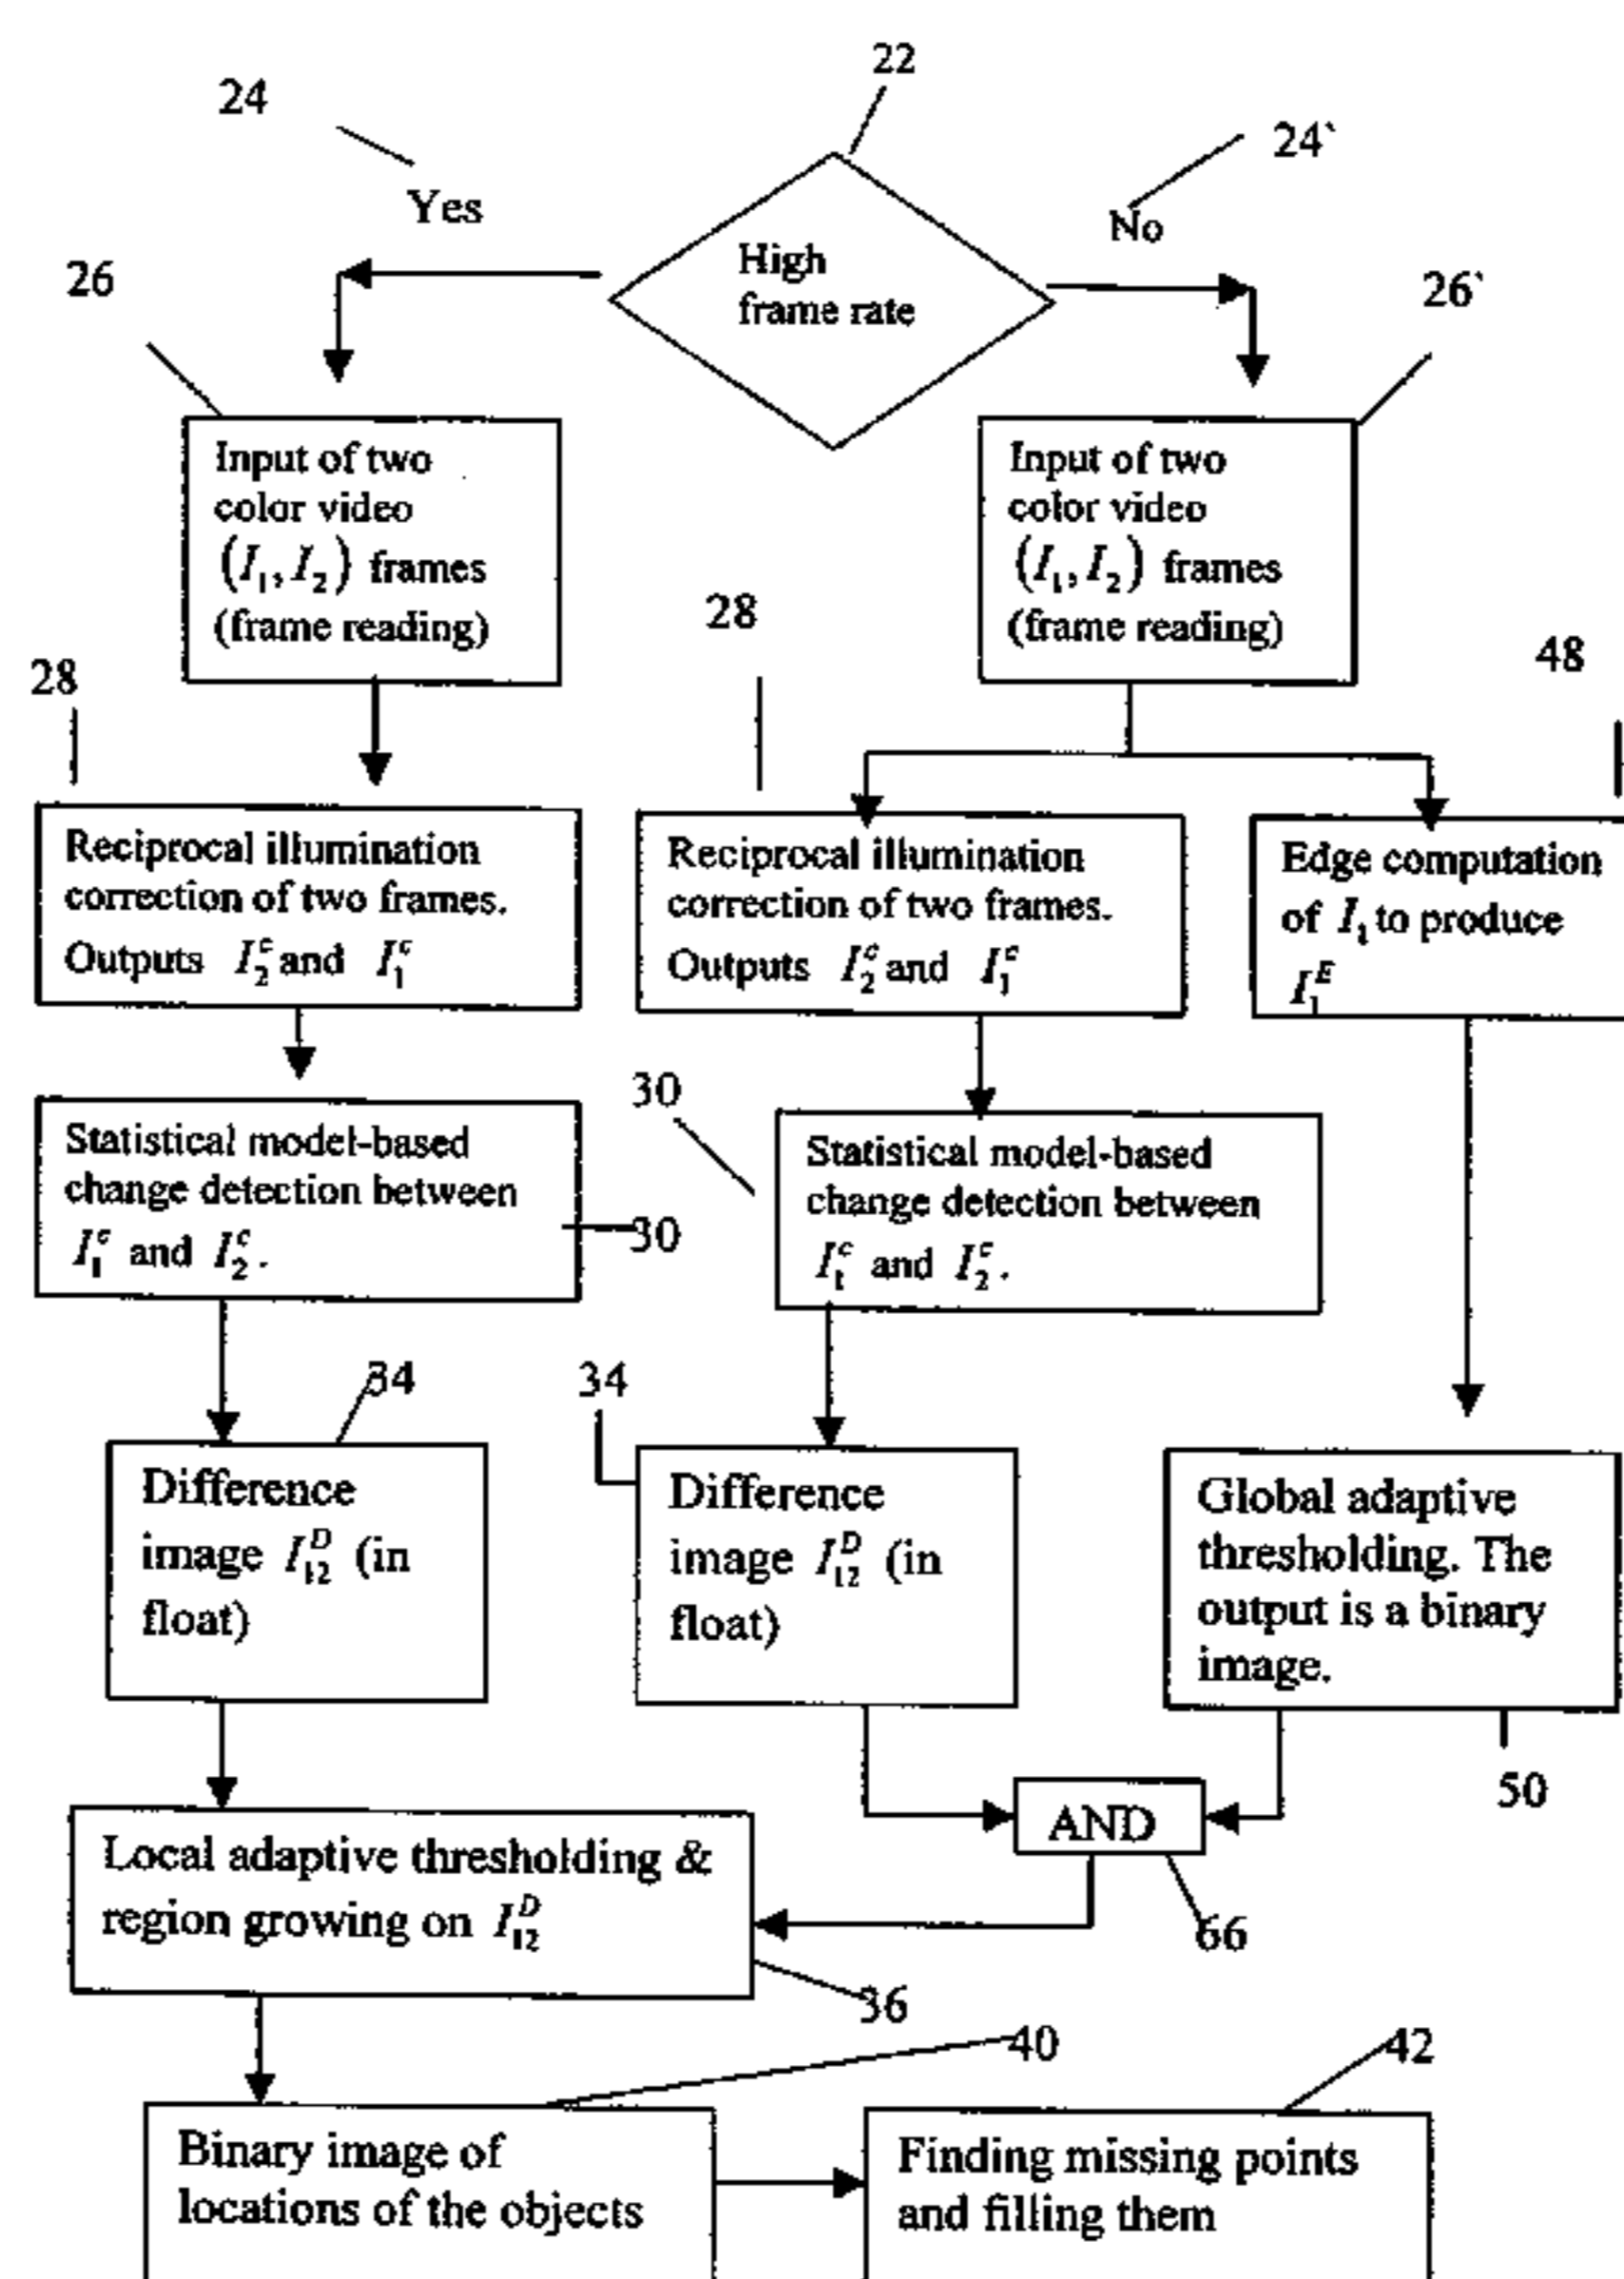 22
24
24`
Yes
No
High
frame rate
26
26`
Input of two
color video
(I₁, I₂) frames
(frame reading)
Input of two
color video
(I₁, I₂) frames
(frame reading)
28
28
48
Reciprocal illumination
correction of two frames.
Outputs I₂ᶜ and I₁ᶜ
Reciprocal illumination
correction of two frames.
Outputs I₂ᶜ and I₁ᶜ
Edge computation
of I₁ to produce
I₁ᴱ
30
Statistical model-based
change detection between
I₁ᶜ and I₂ᶜ.
30
Statistical model-based
change detection between
I₁ᶜ and I₂ᶜ.
34
34
Difference
image I₁₂ᴰ (in
float)
Difference
image I₁₂ᴰ (in
float)
Global adaptive
thresholding. The
output is a binary
image.
50
AND
66
Local adaptive thresholding &
region growing on I₁₂ᴰ
36
40
42
Binary image of
locations of the objects
Finding missing points
and filling them